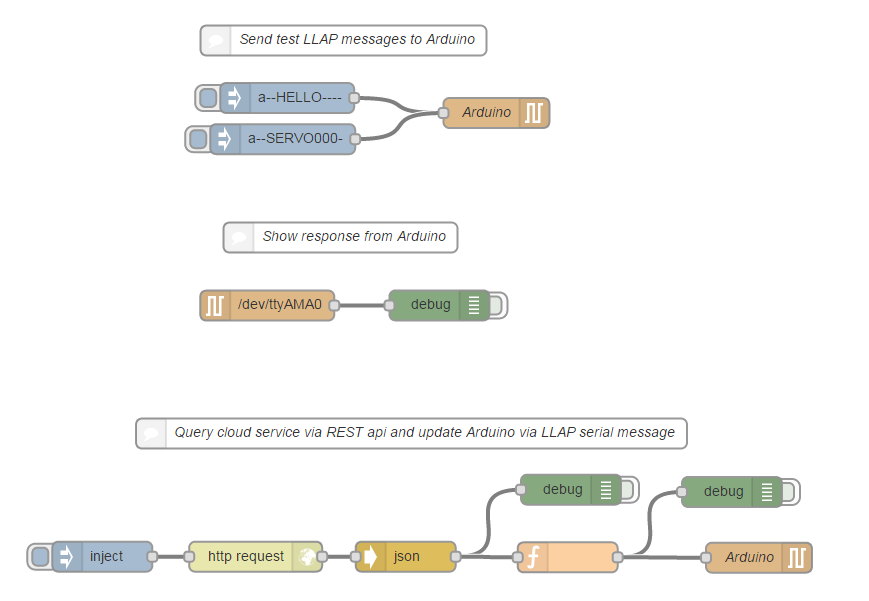 Send test LLAP messages to Arduino
a--HELLO----
Arduino
a--SERVO000-
Show response from Arduino
/dev/ttyAMA0
debug
Query cloud service via REST api and update Arduino via LLAP serial message
debug
debug
inject
http request
json
f
Arduino